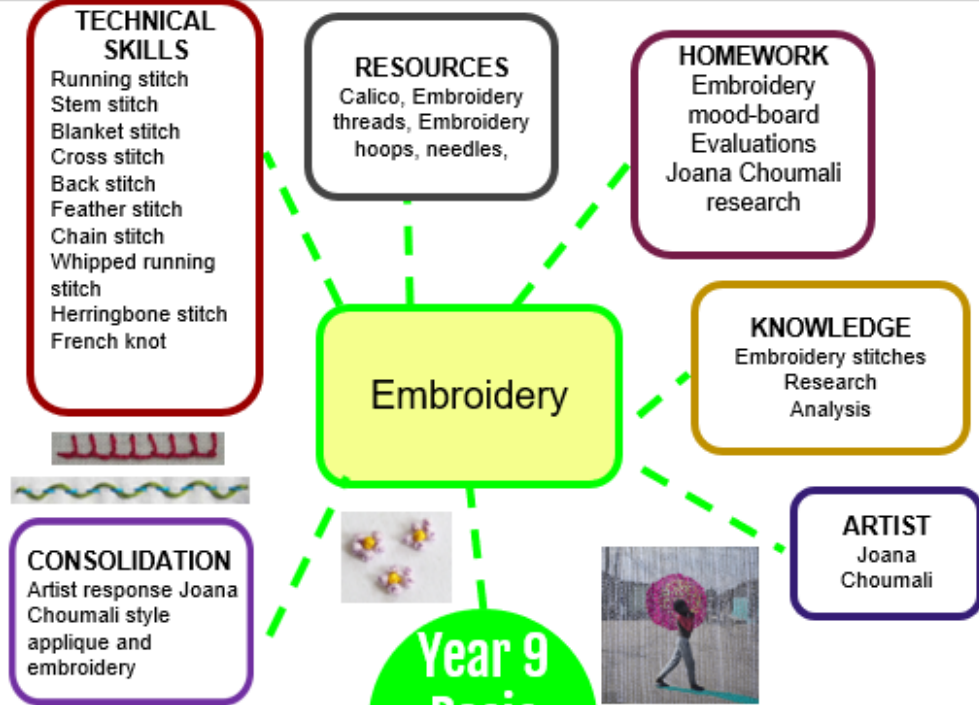 TECHNICAL
SKILLS
Running stitch
Stem stitch
Blanket stitch
Cross stitch
Back stitch
Feather stitch
Chain stitch
Whipped running
stitch
Herringbone stitch
French knot
RESOURCES
Calico, Embroidery
threads, Embroidery
hoops, needles,
HOMEWORK
Embroidery
mood-board
Evaluations
Joana Choumali
research
Embroidery
KNOWLEDGE
Embroidery stitches
Research
Analysis
ARTIST
Joana
Choumali
CONSOLIDATION
Artist response Joana
Choumali style
applique and
embroidery
Year 9